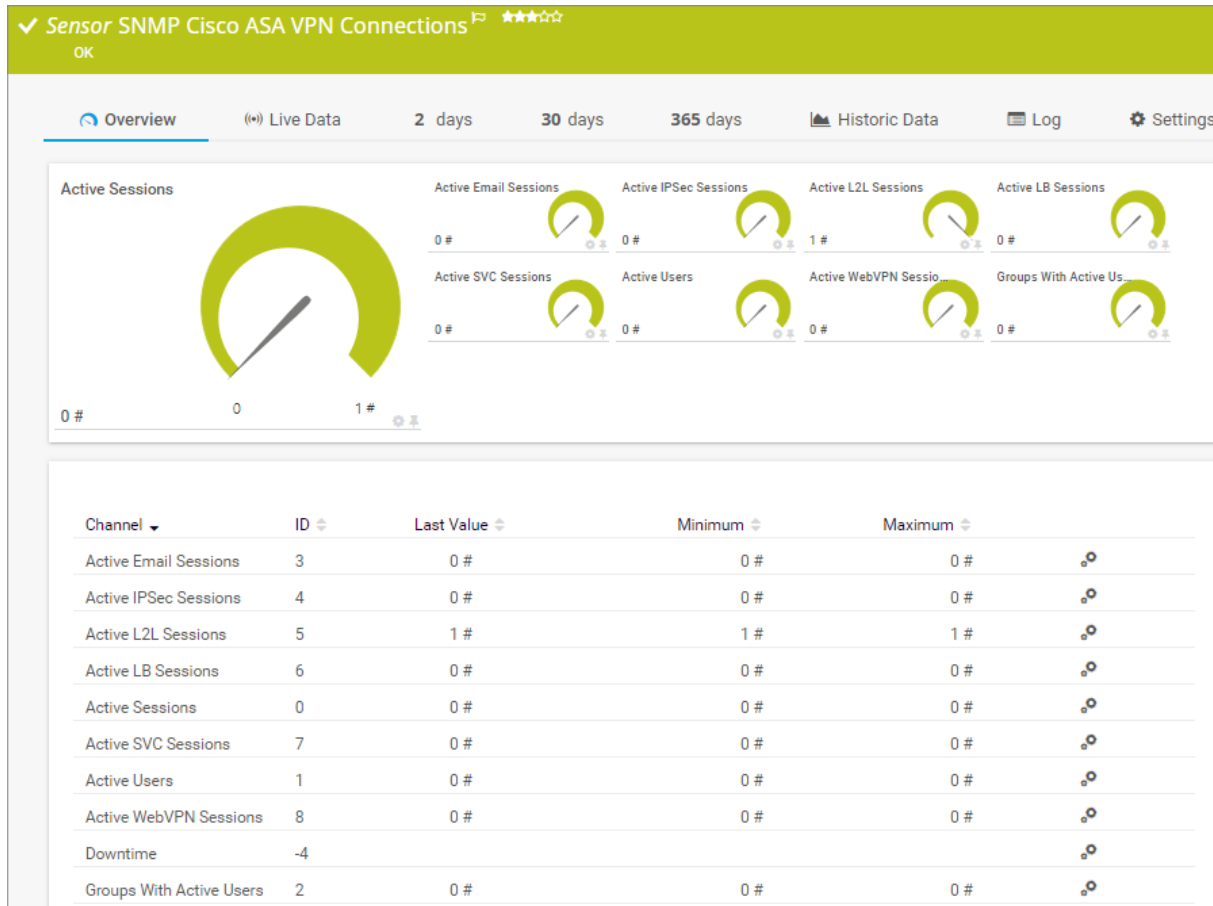 Sensor SNMP Cisco ASA VPN Connections
OK
Overview Live Data 2 days 30 days 365 days Historic Data Log Settings
Active Sessions
0 #
0 1 #
Active Email Sessions
0 #
Active IPSec Sessions
0 #
Active L2L Sessions
1 #
Active LB Sessions
0 #
Active SVC Sessions
0 #
Active Users
0 #
Active WebVPN Sessio...
0 #
Groups With Active Us...
0 #
Channel ID Last Value Minimum Maximum
Active Email Sessions 3 0 # 0 # 0 #
Active IPSec Sessions 4 0 # 0 # 0 #
Active L2L Sessions 5 1 # 1 # 1 #
Active LB Sessions 6 0 # 0 # 0 #
Active Sessions 0 0 # 0 # 0 #
Active SVC Sessions 7 0 # 0 # 0 #
Active Users 1 0 # 0 # 0 #
Active WebVPN Sessions 8 0 # 0 # 0 #
Downtime -4
Groups With Active Users 2 0 # 0 # 0 #